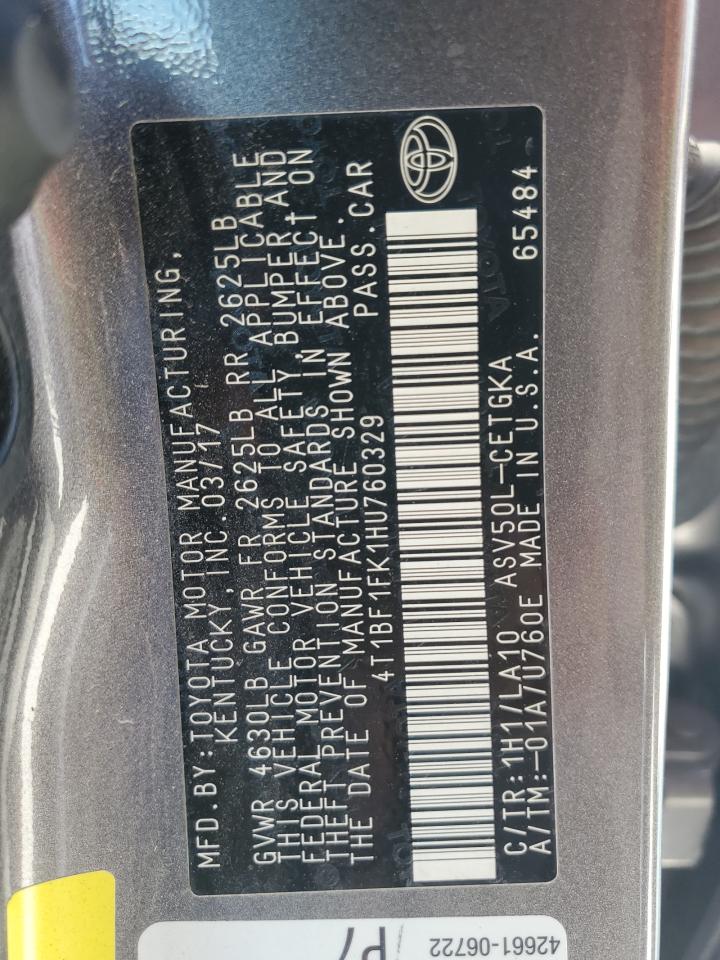 MFD.BY:TOYOTA MOTOR MANUFACTURING,
KENTUCKY,INC.03/17
GVWR 4630LB GAWR FR 2625LB RR 2625LB
THIS VEHICLE CONFORMS TO ALL APPLICABLE
FEDERAL MOTOR VEHICLE SAFETY,BUMPER,AND
THEFT PREVENTION STANDARDS IN EFFECT ON
THE DATE OF MANUFACTURE SHOWN ABOVE.
4T1BF1FK1HU760329 PASS.CAR
C/TR:1H1/LA10 ASV50L-CETGKA 65484
A/TM:-01A/0760E MADE IN U.S.A.
42661-06722